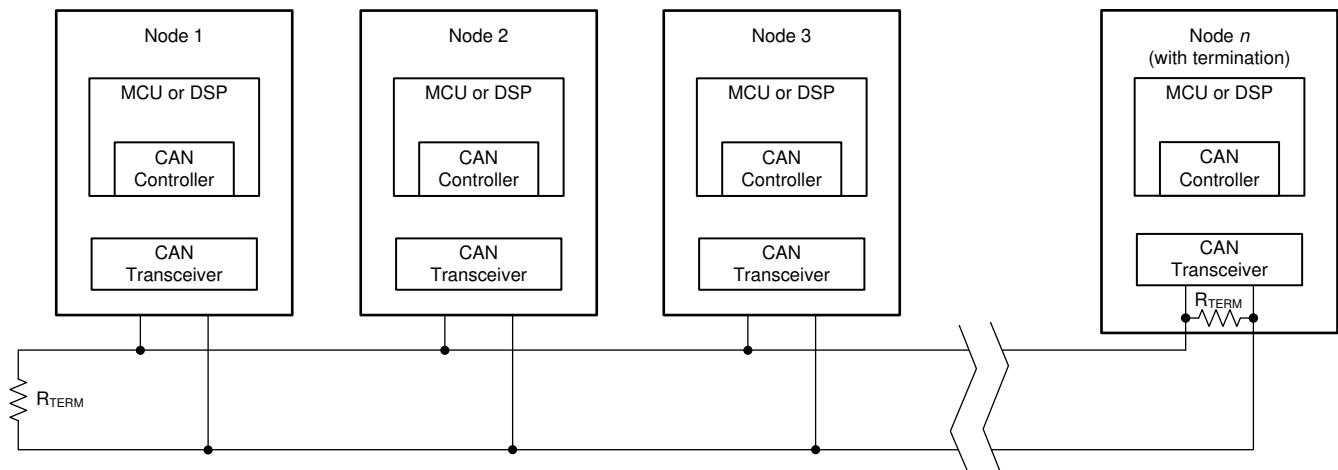 Node 1
MCU or DSP
CAN
Controller
CAN
Transceiver
Node 2
MCU or DSP
CAN
Controller
CAN
Transceiver
Node 3
MCU or DSP
CAN
Controller
CAN
Transceiver
Node n
(with termination)
MCU or DSP
CAN
Controller
CAN
Transceiver
RTERM
RTERM